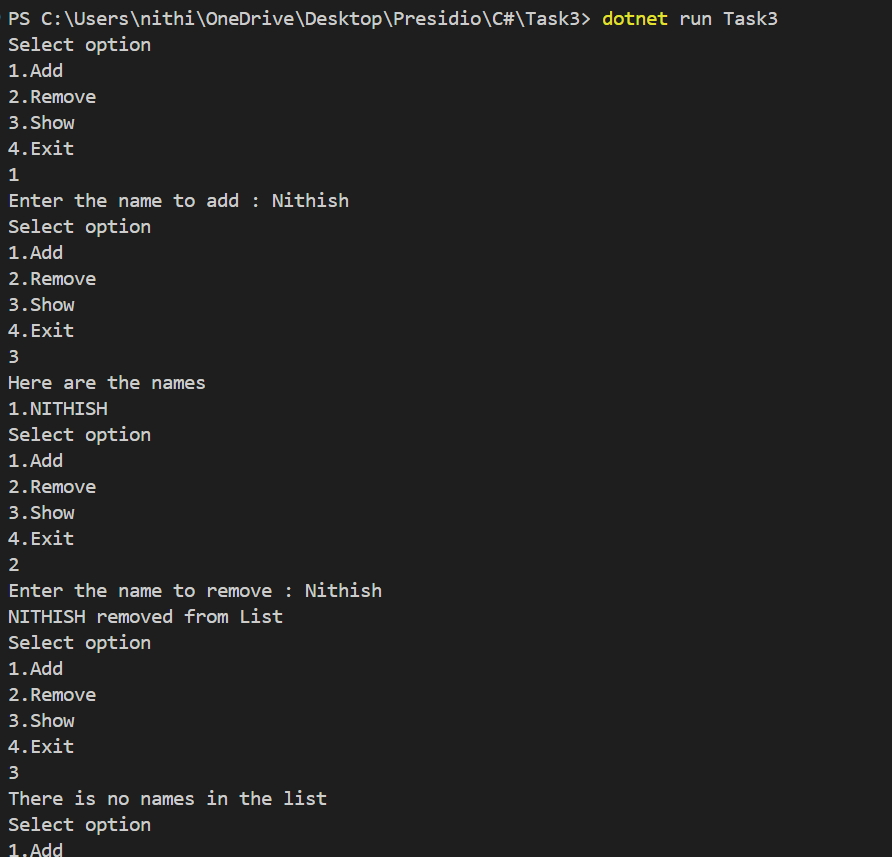 PS C:\Users\nithi\OneDrive\Desktop\Presidio\C#\Task3> dotnet run Task3
Select option
1.Add
2.Remove
3.Show
4.Exit
1
Enter the name to add : Nithish
Select option
1.Add
2.Remove
3.Show
4.Exit
3
Here are the names
1.NITHISH
Select option
1.Add
2.Remove
3.Show
4.Exit
2
Enter the name to remove : Nithish
NITHISH removed from List
Select option
1.Add
2.Remove
3.Show
4.Exit
3
There is no names in the list
Select option
1.Add